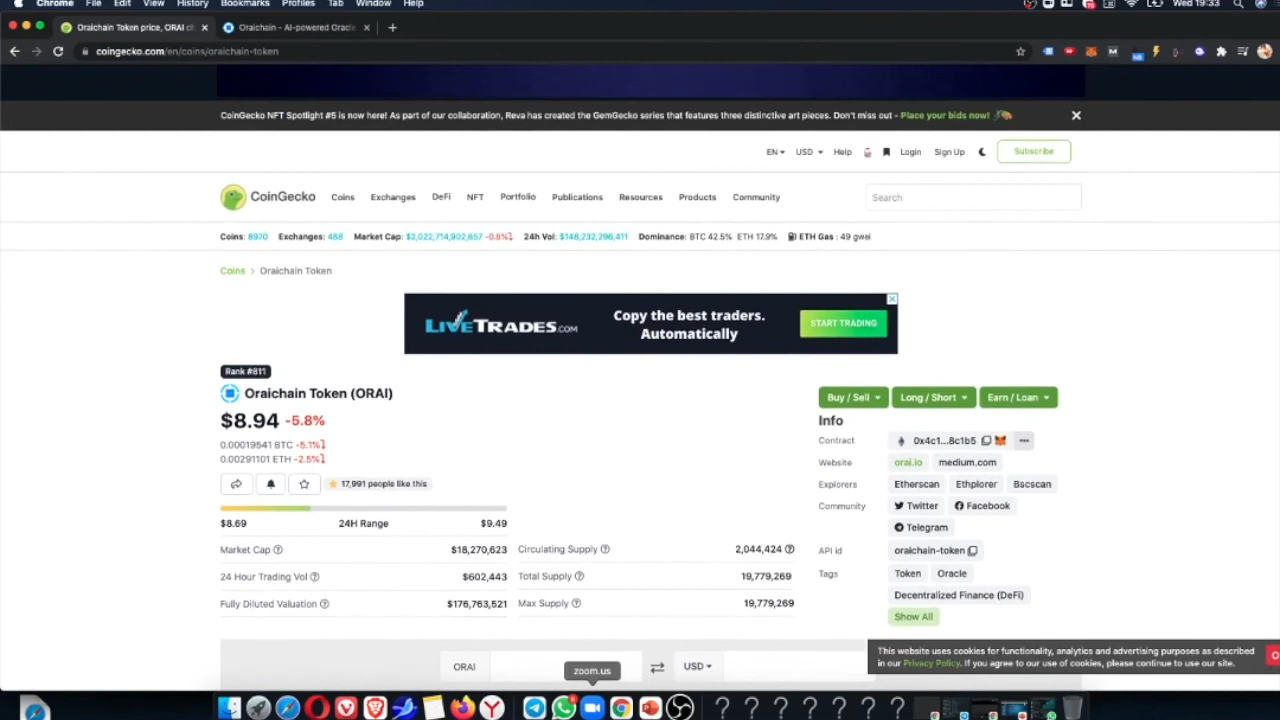 Chrome File Edit View History Bookmarks Profiles Tab Window Help
Wed 19:33
Oraichain Token price, ORAI ch
Oraichain - AI-powered Oracle
coingecko.com/en/coins/oraichain-token
CoinGecko NFT Spotlight #5 is now here! As part of our collaboration, Reva has created the GemGecko series that features three distinctive art pieces. Don't miss out - Place your bids now!
EN USD Help Login Sign Up Subscribe
CoinGecko Coins Exchanges DeFi NFT Portfolio Publications Resources Products Community Search
Coins: 8970 Exchanges: 488 Market Cap: $2,022,714,902,657 -0.8% 24h Vol: $148,232,296,411 Dominance: BTC 42.5% ETH 17.9% ETH Gas : 49 gwei
Coins > Oraichain Token
LIVETRADES.COM
Copy the best traders.
Automatically
START TRADING
Rank #811
Oraichain Token (ORAI)
$8.94 -5.8%
0.00019541 BTC -5.1%
0.00291101 ETH -2.5%
17,991 people like this
$8.69 24H Range $9.49
Market Cap $18,270,623
24 Hour Trading Vol $602,443
Fully Diluted Valuation $176,763,521
Circulating Supply 2,044,424
Total Supply 19,779,269
Max Supply 19,779,269
Buy / Sell Long / Short Earn / Loan
Info
Contract 0x4c1...8c1b5
Website orai.io medium.com
Explorers Etherscan Ethplorer Bscscan
Community Twitter Facebook
Telegram
API id oraichain-token
Tags Token Oracle
Decentralized Finance (DeFi)
Show All
ORAI USD
This website uses cookies for functionality, analytics and advertising purposes as described
in our Privacy Policy. If you agree to our use of cookies, please continue to use our site.
zoom.us